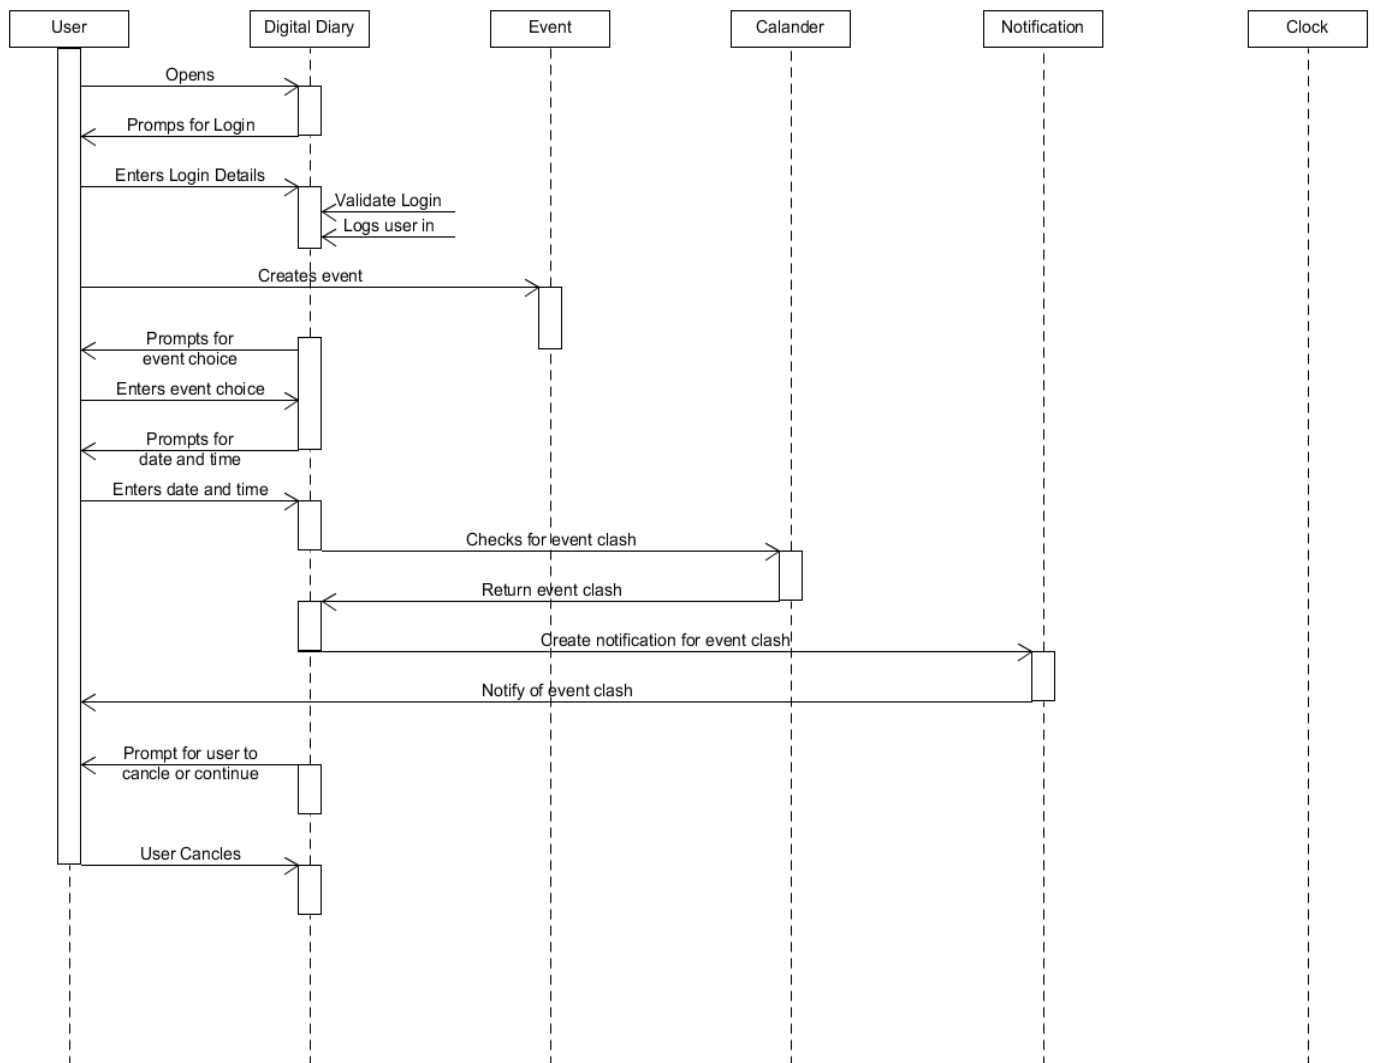 User
Digital Diary
Event
Calander
Notification
Clock
Opens
Promps for Login
Enters Login Details
Validate Login
Logs user in
Creates event
Prompts for
event choice
Enters event choice
Prompts for
date and time
Enters date and time
Checks for event clash
Return event clash
Create notification for event clash
Notify of event clash
Prompt for user to
cancle or continue
User Cancles